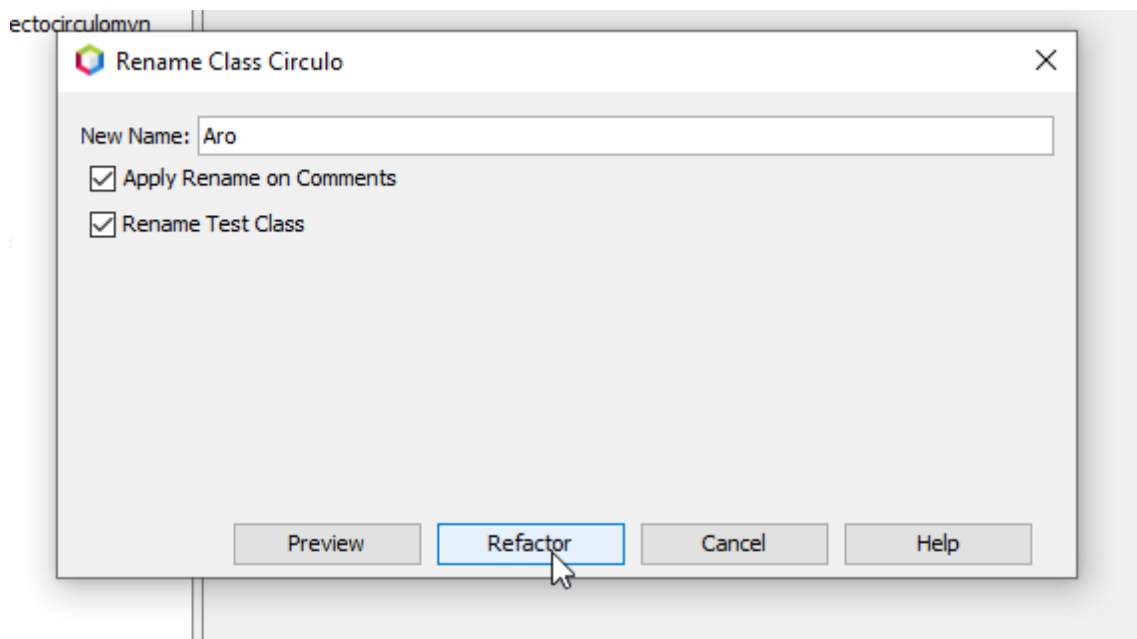 ectocirculomvn
Rename Class Circulo
New Name: Aro
Apply Rename on Comments
Rename Test Class
Preview Refactor Cancel Help